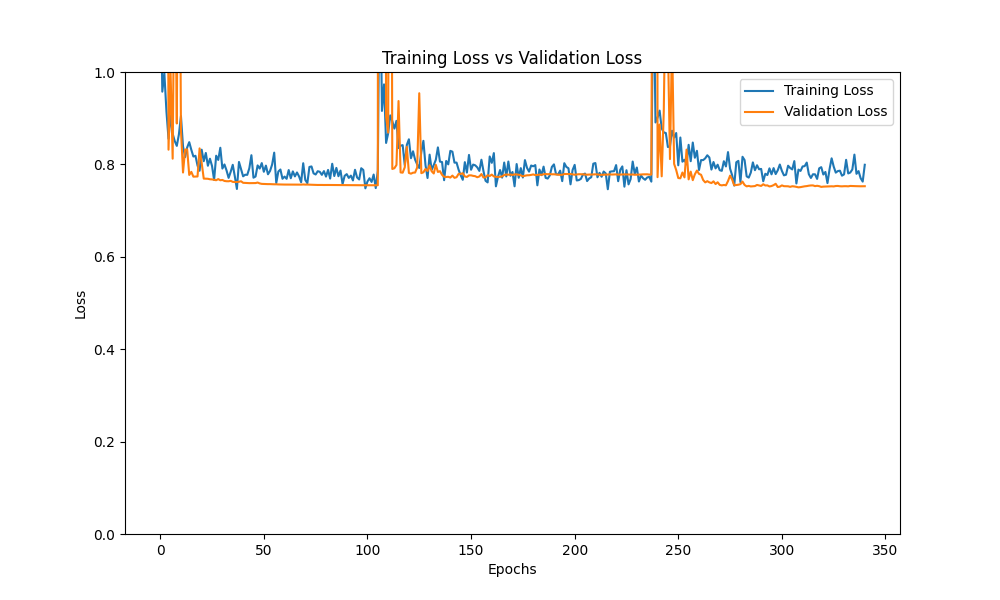 Training Loss vs Validation Loss
1.0
0.8
0.6
0.4
0.2
0.0
Loss
Training Loss
Validation Loss
0 50 100 150 200 250 300 350
Epochs